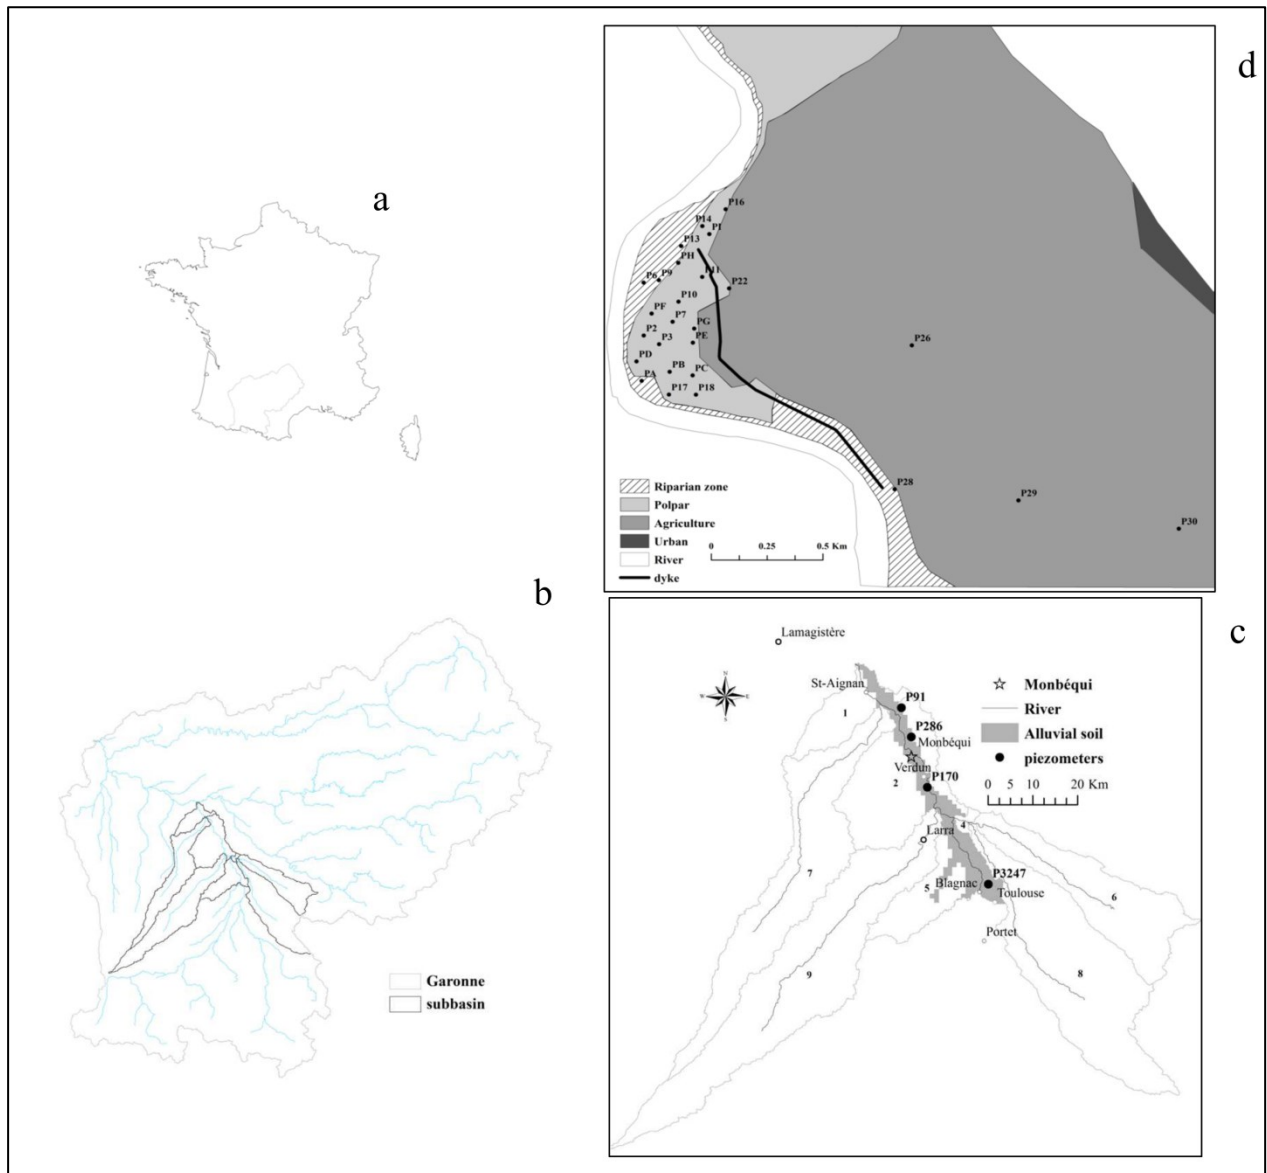 a
b
Garonne
subbasin
d
P16
P14
PI
P13
PH
P6
P9
P11
P22
P10
PF
P7
PG
P2
P3
PE
P26
PD
PB
PC
PA
P17
P18
P28
P29
P30
Riparian zone
Polpar
Agriculture
Urban
River
dyke
0 0.25 0.5 Km
c
Lamagistère
St-Aignan
N
W
E
S
P91
1
P286
Monbéqui
Verdun
2
P170
Larra
4
7
5
Blagnac
P3247
Toulouse
6
Portet
9
8
Monbéqui
River
Alluvial soil
piezometers
0 5 10 20 Km